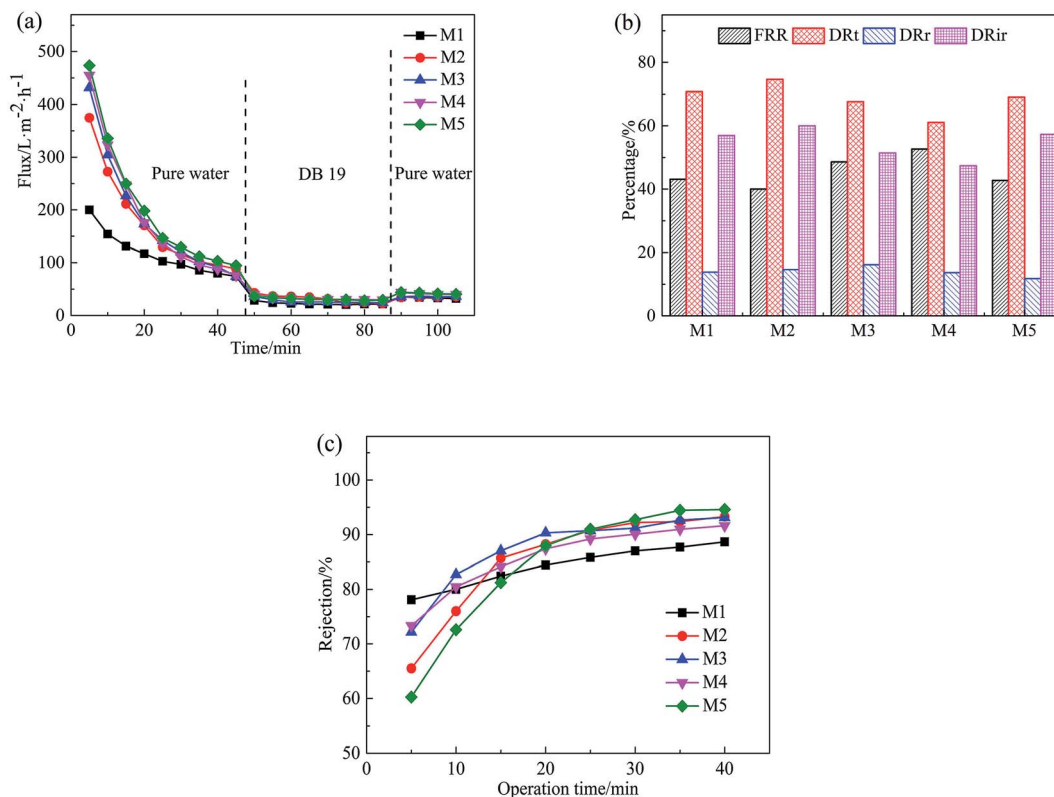 (a)
500
400
300
200
100
0
Flux/L·m⁻²·h⁻¹
M1
M2
M3
M4
M5
Pure water
DB 19
Pure water
0 20 40 60 80 100
Time/min
(b)
FRR DRt DRr DRir
80
60
40
20
0
Percentage/%
M1 M2 M3 M4 M5
(c)
100
90
80
70
60
50
Rejection/%
M1
M2
M3
M4
M5
0 10 20 30 40
Operation time/min